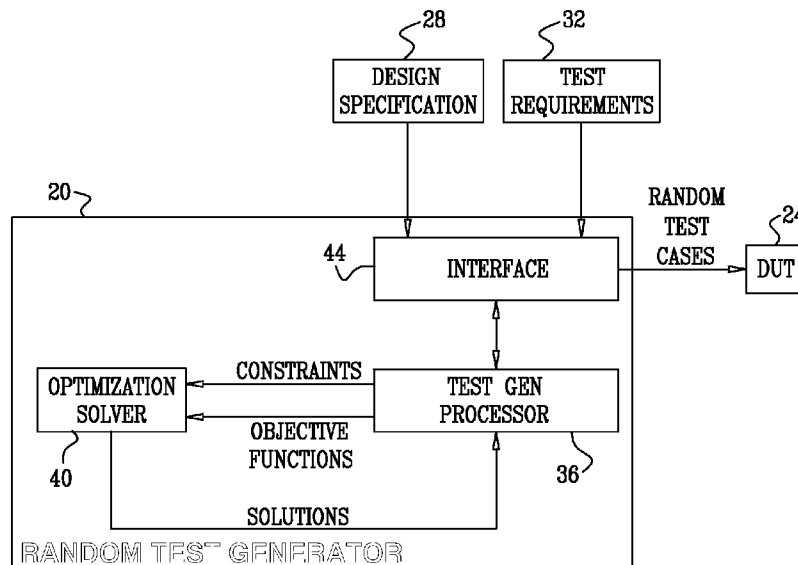 28
32
DESIGN
SPECIFICATION
TEST
REQUIREMENTS
20
RANDOM
TEST
CASES
24
44
INTERFACE
DUT
OPTIMIZATION
SOLVER
CONSTRAINTS
OBJECTIVE
FUNCTIONS
TEST GEN
PROCESSOR
40
36
SOLUTIONS
RANDOM TEST GENERATOR